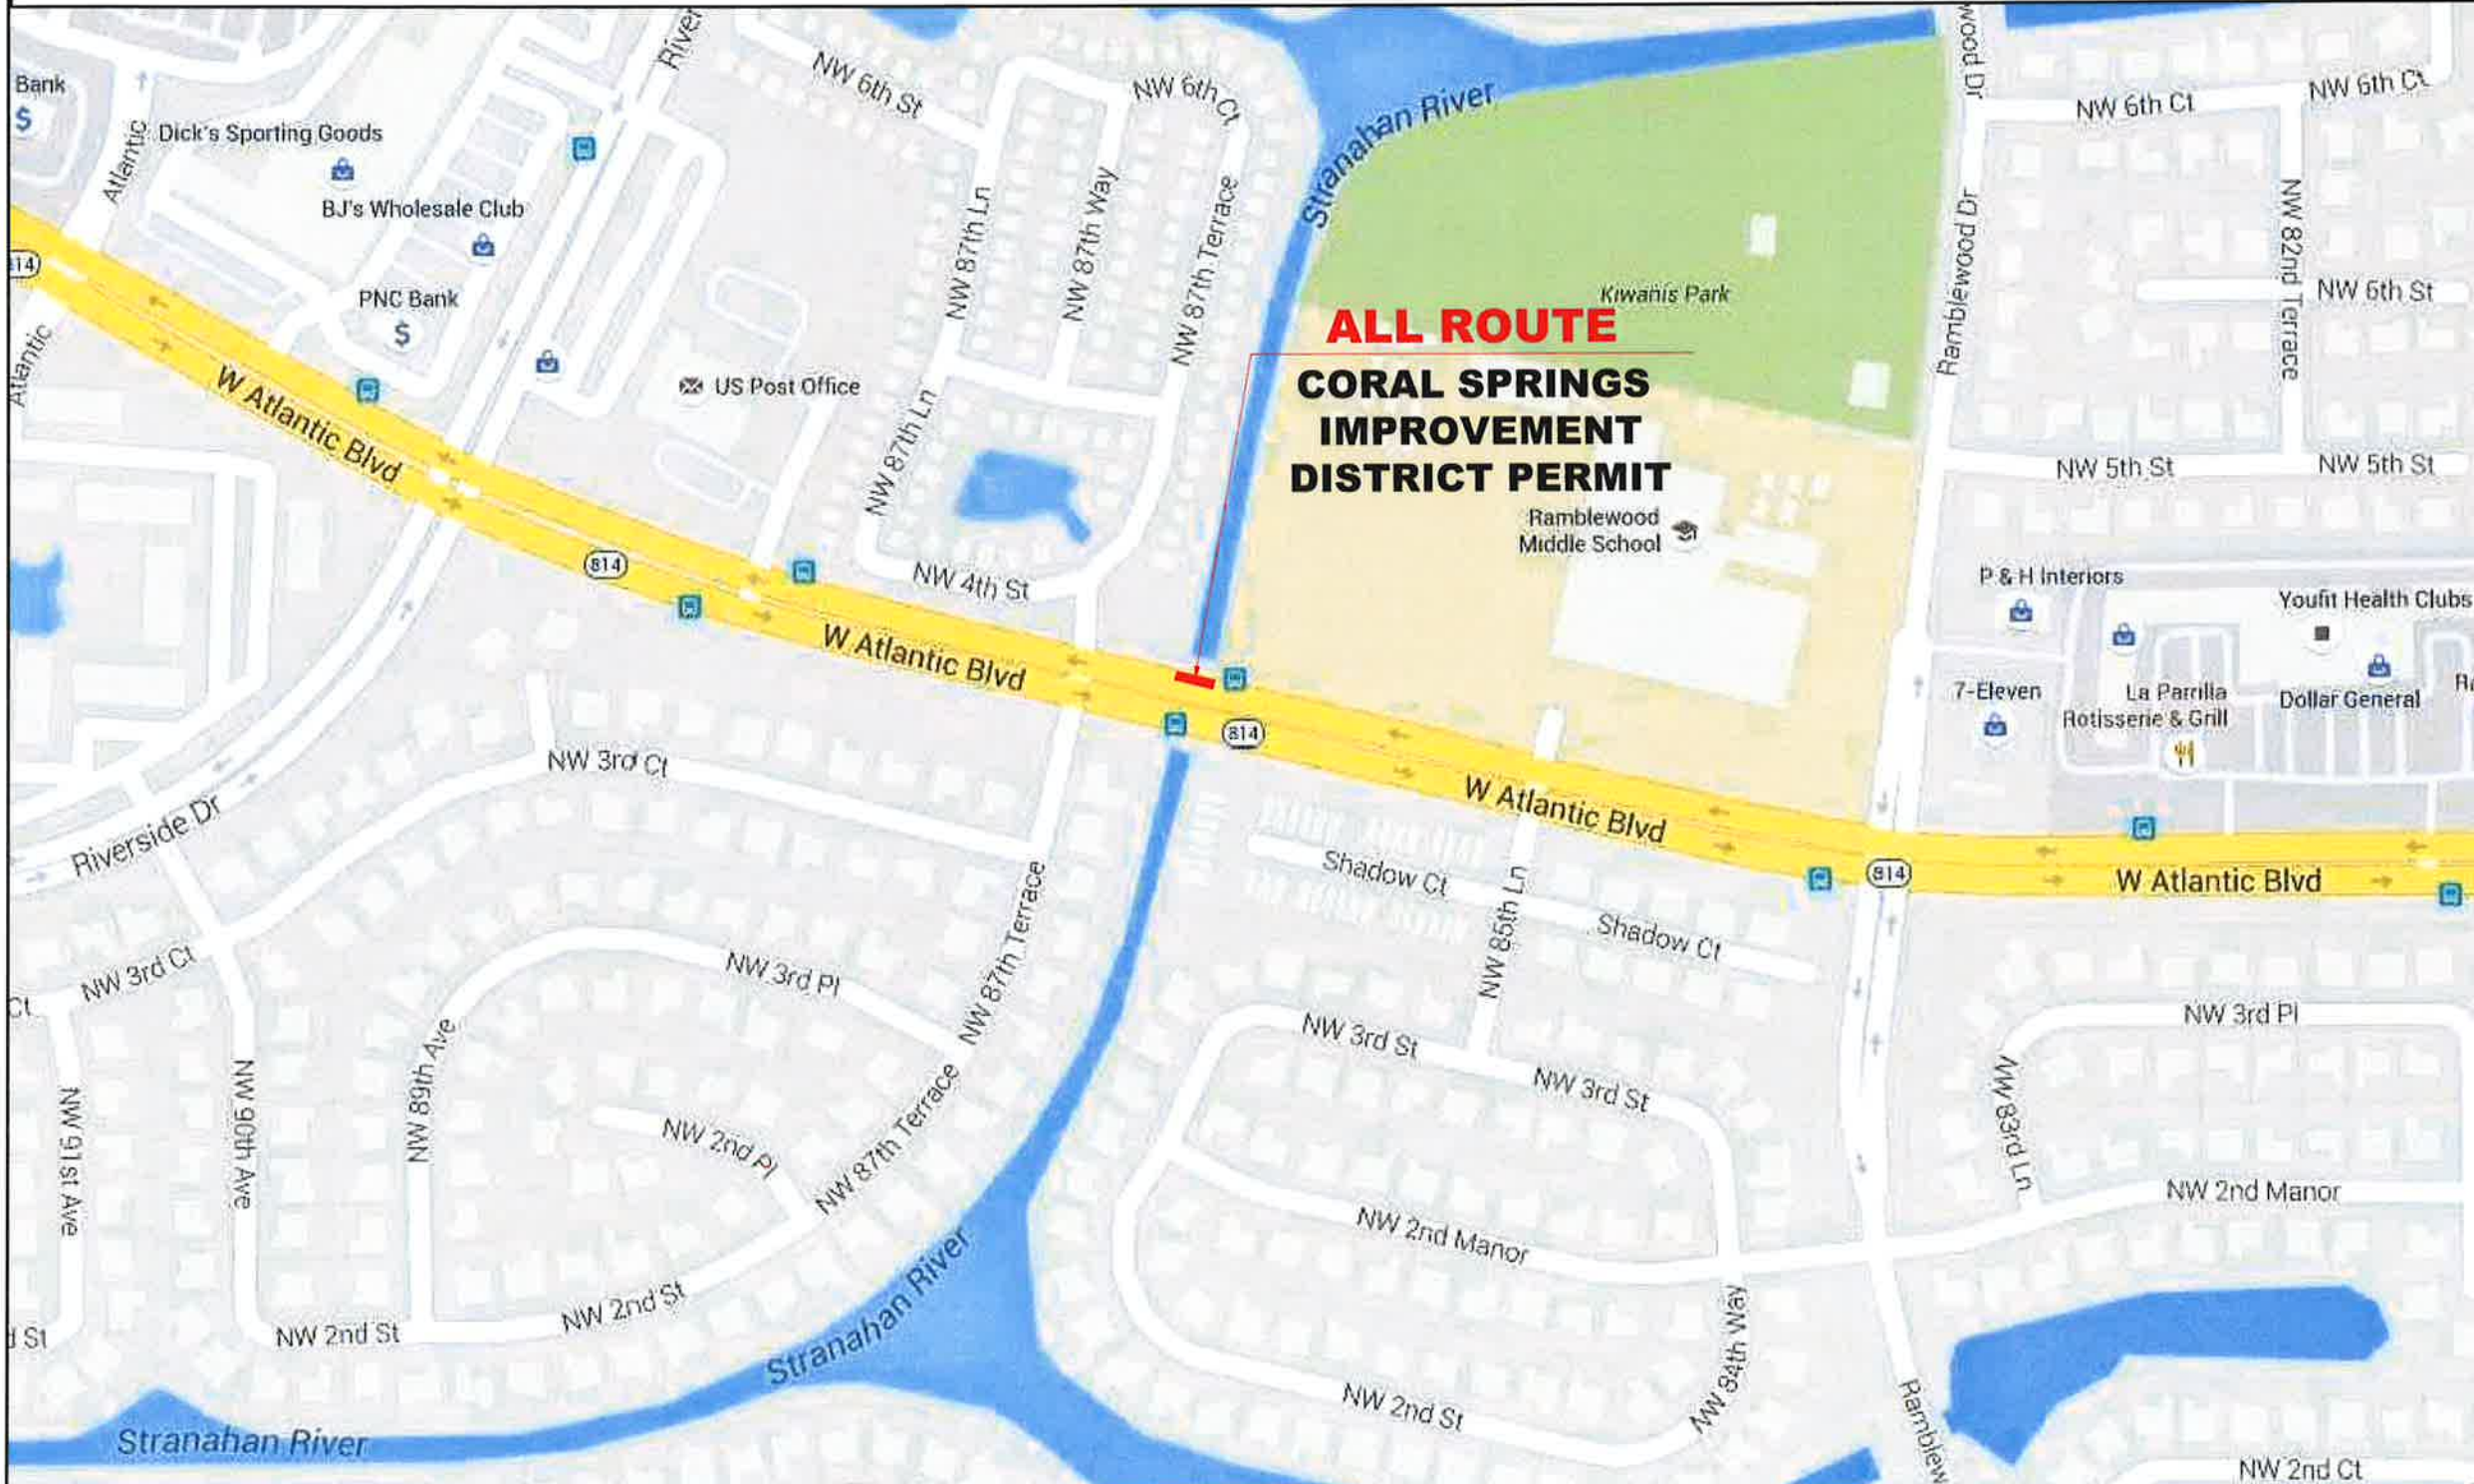 River
wood Dr
NW 6th St
NW 6th Ct
Stranahan River
NW 6th Ct
NW 6th Ct
Bank
$
Atlantic
Dick's Sporting Goods
BJ's Wholesale Club
PNC Bank
$
US Post Office
NW 87th Ln
NW 87th Way
NW 87th Terrace
Kiwanis Park
Ramblewood Dr
NW 82nd Terrace
NW 6th St
14
Atlantic
W Atlantic Blvd
ALL ROUTE
CORAL SPRINGS
IMPROVEMENT
DISTRICT PERMIT
NW 87th Ln
NW 5th St
NW 5th St
Ramblewood
Middle School
814
NW 4th St
P & H Interiors
Youfit Health Clubs
W Atlantic Blvd
7-Eleven
La Parrilla
Rotisserie & Grill
Dollar General
814
NW 3rd Ct
W Atlantic Blvd
Riverside Dr
Shadow Ct
NW 85th Ln
Shadow Ct
814
W Atlantic Blvd
NW 3rd Ct
Ct
NW 3rd Pl
NW 87th Terrace
NW 3rd St
NW 3rd St
NW 3rd Pl
NW 91st Ave
NW 90th Ave
NW 89th Ave
NW 2nd Pl
NW 87th Terrace
NW 83rd Ln
NW 2nd Manor
NW 2nd Manor
Stranahan River
NW 2nd St
NW 2nd St
d St
NW 84th Way
NW 2nd St
Ramblew
Stranahan River
NW 2nd Ct